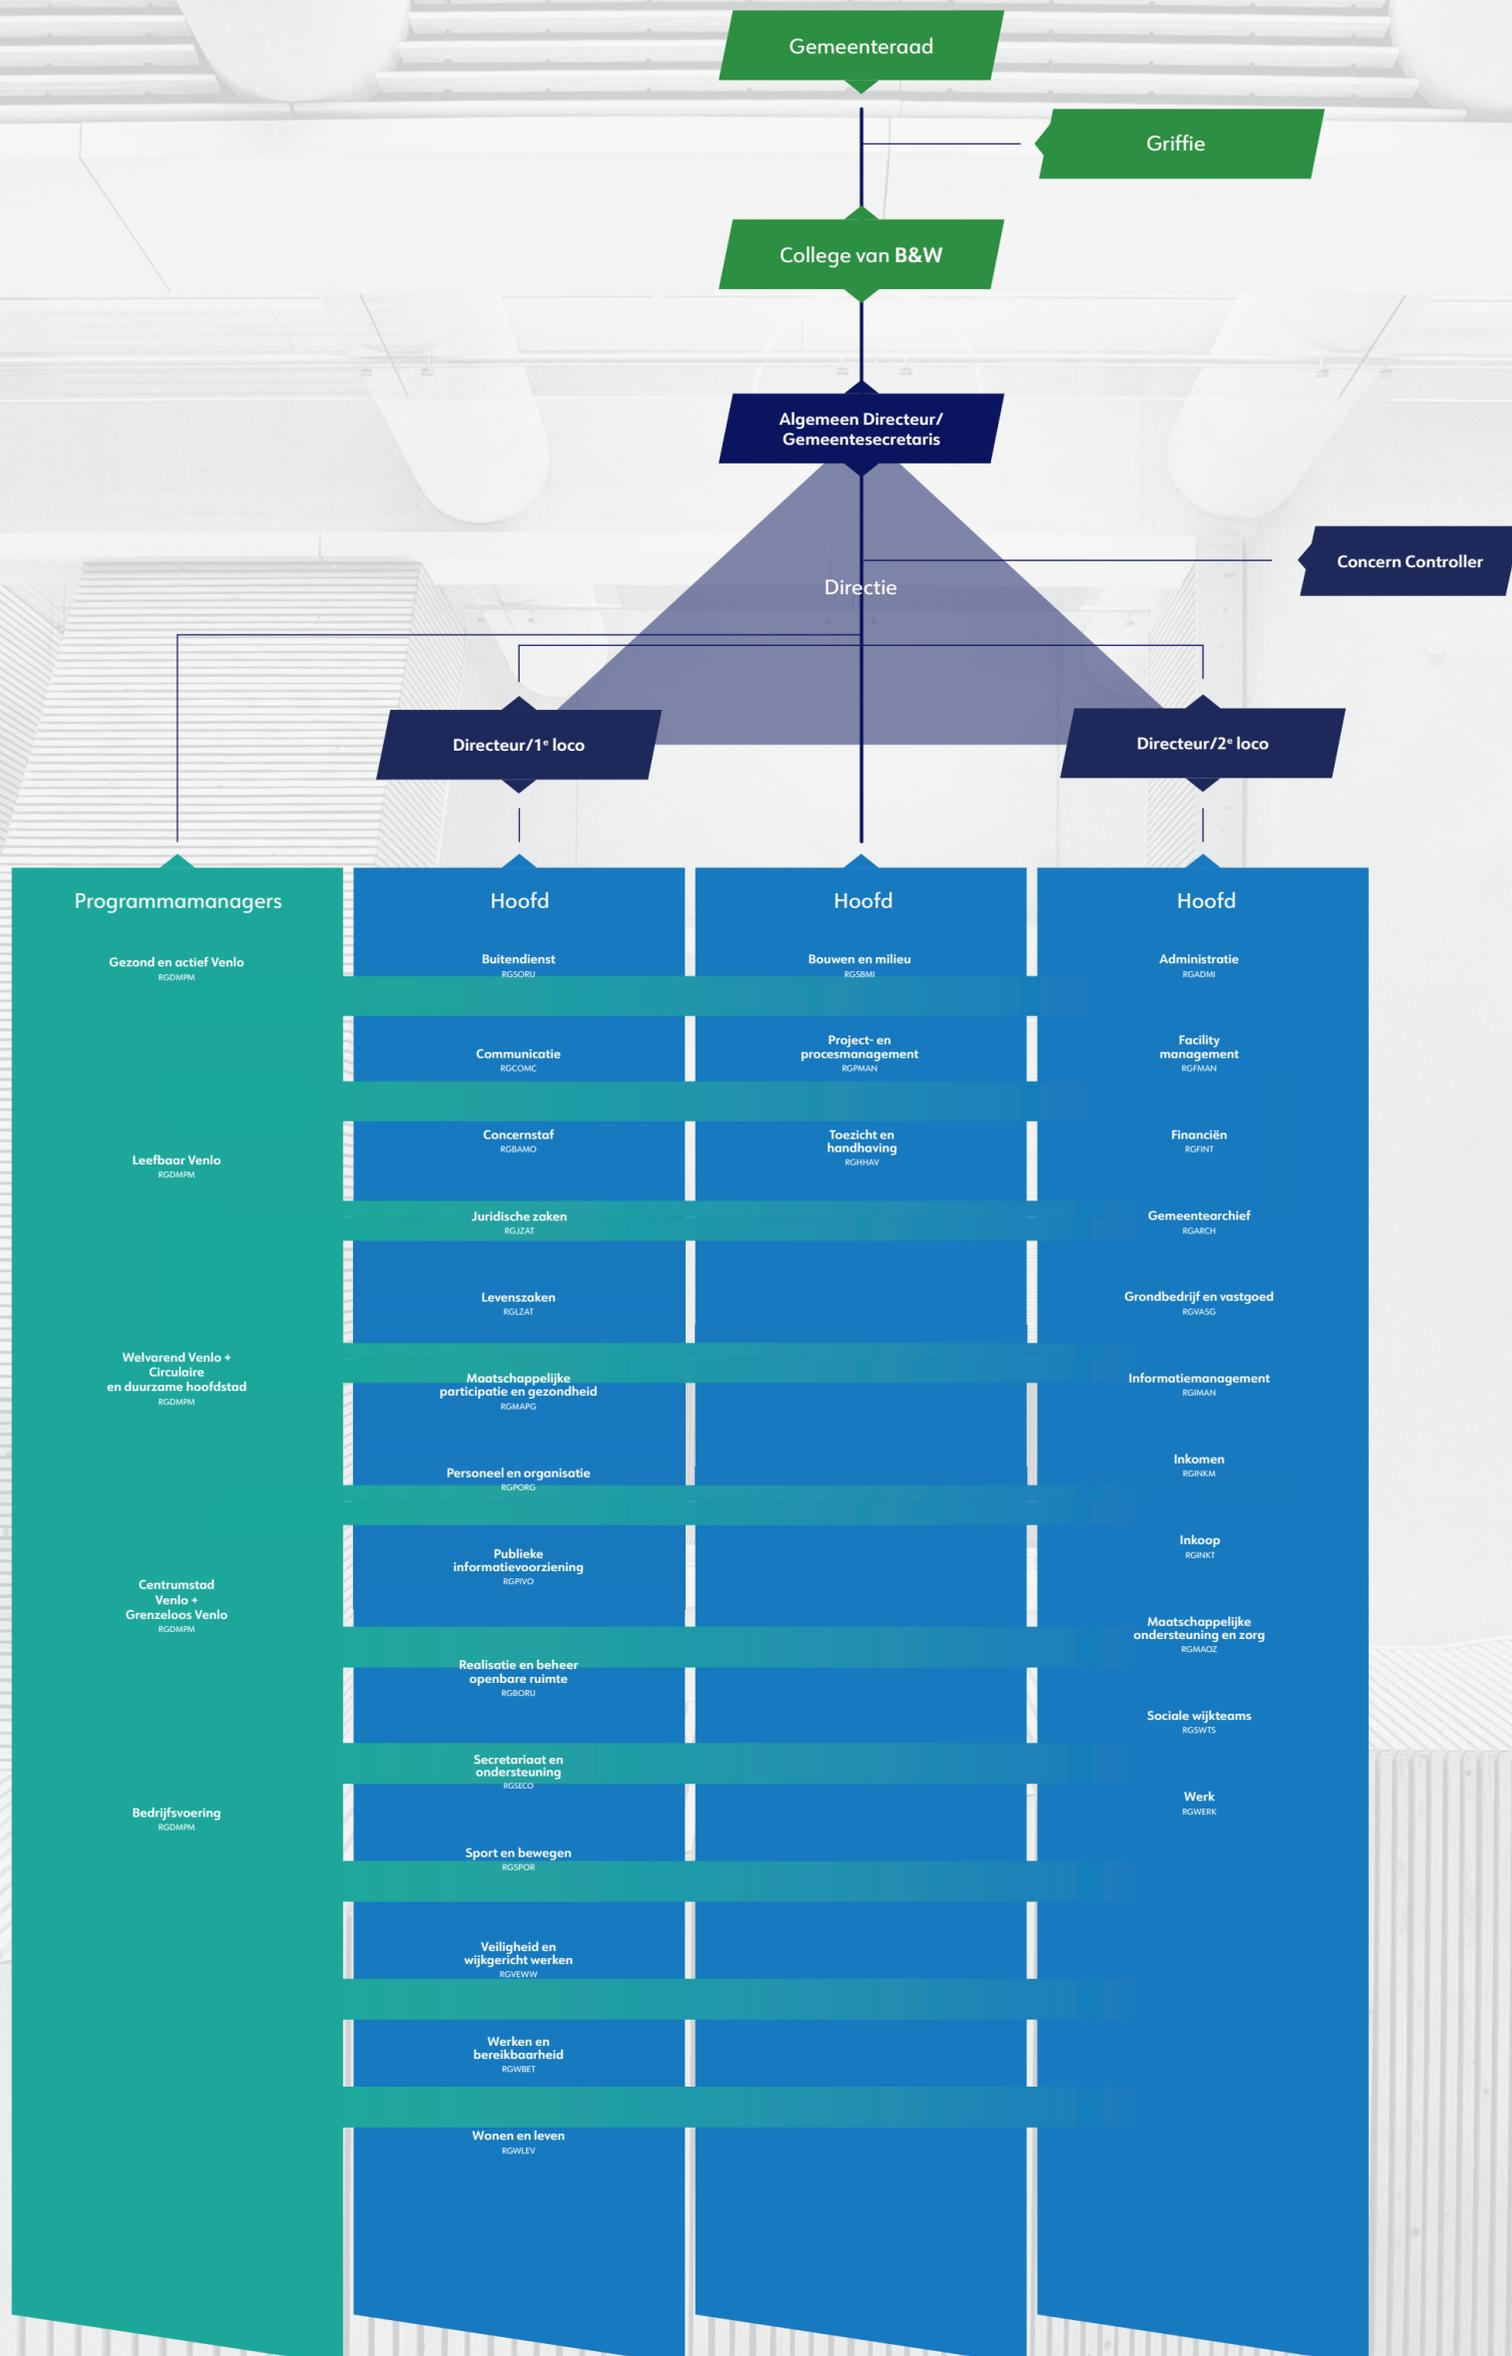 Gemeenteraad
Griffie
College van B&W
Algemeen Directeur/
Gemeentesecretaris
Concern Controller
Directie
Directeur/1e loco
Directeur/2e loco
Programmamanagers
Gezond en actief Venlo
RGDMPM
Leefbaar Venlo
RGDMPM
Welvarend Venlo +
Circulaire
en duurzame hoofdstad
RGDMPM
Centrumstad
Venlo +
Grenzeloos Venlo
RGDMPM
Bedrijfsvoering
RGDMPM
Hoofd
Buitendienst
RGSORU
Communicatie
RGCOMC
Concernstaf
RGBAMO
Juridische zaken
RGJZAT
Levenszaken
RGLZAT
Maatschappelijke
participatie en gezondheid
RGMAPG
Personeel en organisatie
RGPORG
Publieke
informatievoorziening
RGPIVO
Realisatie en beheer
openbare ruimte
RGBORU
Secretariaat en
ondersteuning
RGSECO
Sport en bewegen
RGSPOR
Veiligheid en
wijkgericht werken
RGVEWW
Werken en
bereikbaarheid
RGWBET
Wonen en leven
RGWLEV
Hoofd
Bouwen en milieu
RGSBMI
Project- en
procesmanagement
RGPMAN
Toezicht en
handhaving
RGHHAV
Hoofd
Administratie
RGADMI
Facility
management
RGFMAN
Financiën
RGFINT
Gemeentearchief
RGARCH
Grondbedrijf en vastgoed
RGVASG
Informatiemanagement
RGIMAN
Inkomen
RGINKM
Inkoop
RGINKT
Maatschappelijke
ondersteuning en zorg
RGMAOZ
Sociale wijkteams
RGSWTS
Werk
RGWERK